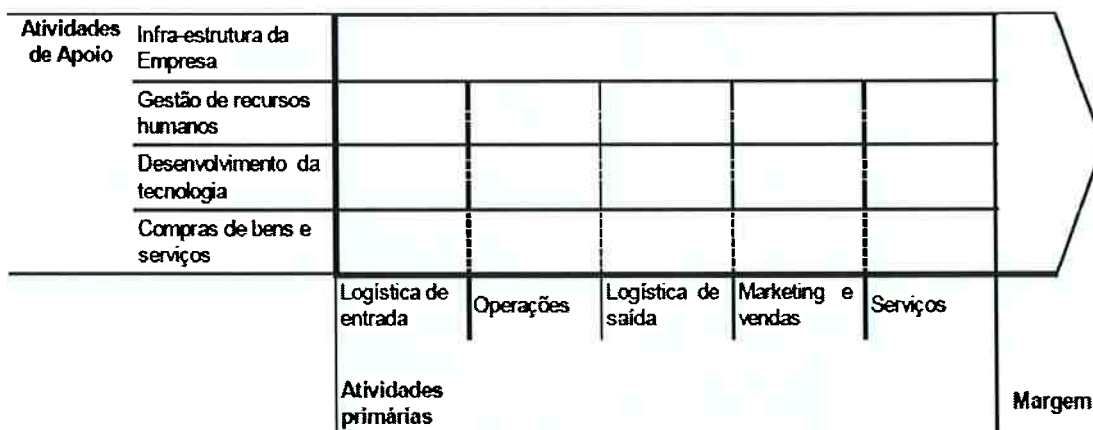 Atividades
de Apoio
Infra-estrutura da
Empresa
Gestão de recursos
humanos
Desenvolvimento da
tecnologia
Compras de bens e
serviços
Logística de
entrada
Operações
Logística de
saída
Marketing e
vendas
Serviços
Atividades
primárias
Margem